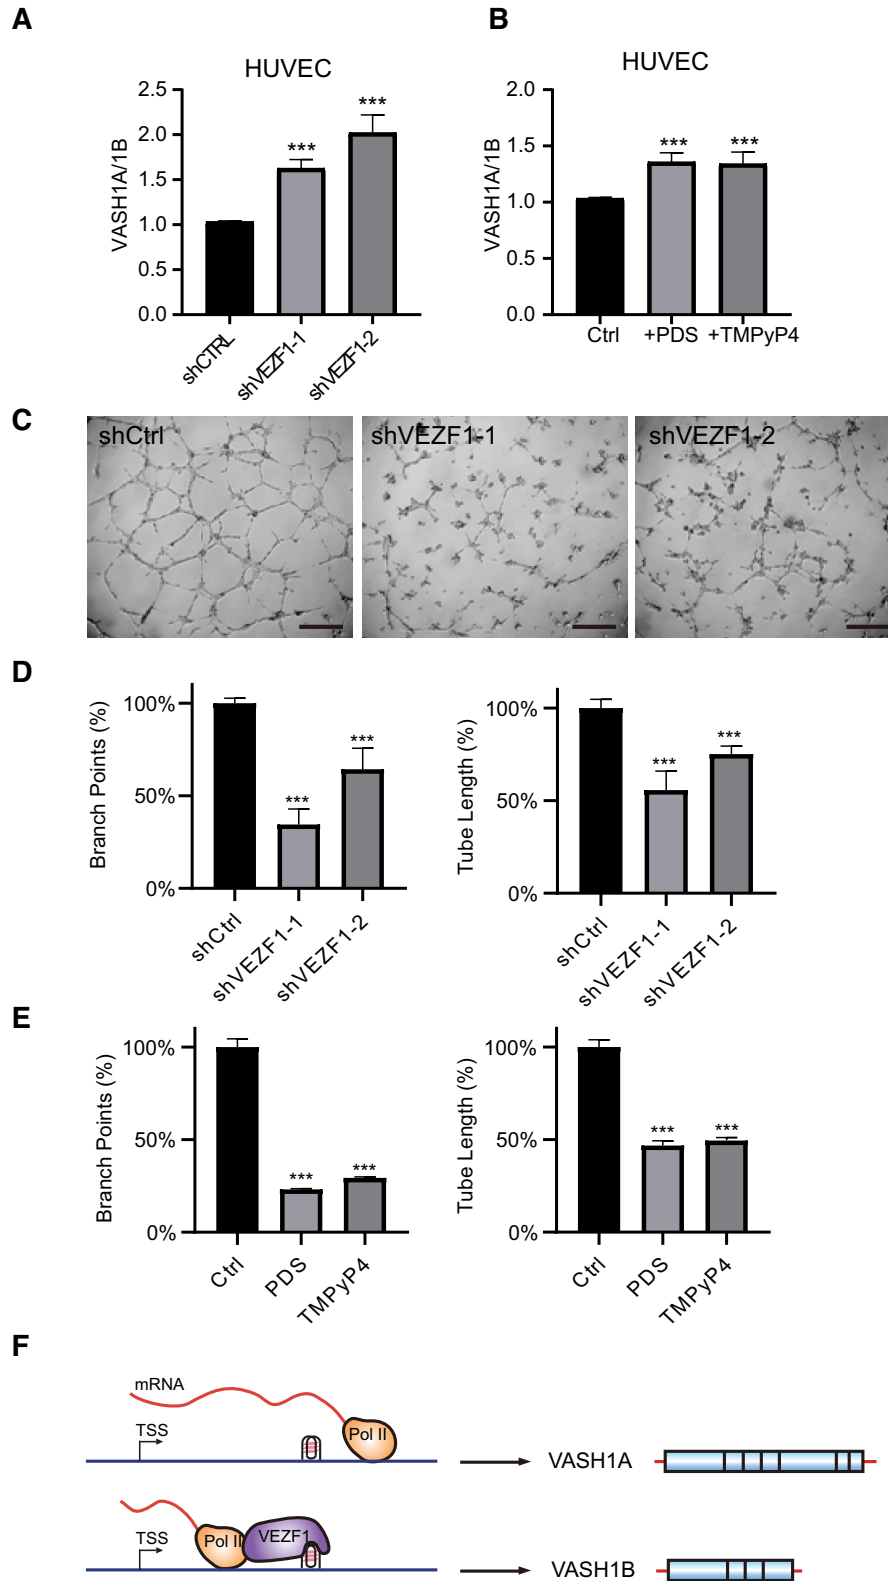 A
HUVEC
VASH1A/1B
2.5
2.0
1.5
1.0
0.5
0.0
***
***
shCTRL
shVEZF1-1
shVEZF1-2
B
HUVEC
VASH1A/1B
2.0
1.5
1.0
0.5
0.0
***
***
Ctrl
+PDS
+TMPyP4
C
shCtrl
shVEZF1-1
shVEZF1-2
D
Branch Points (%)
100%
50%
0%
***
***
shCtrl
shVEZF1-1
shVEZF1-2
Tube Length (%)
100%
50%
0%
***
***
shCtrl
shVEZF1-1
shVEZF1-2
E
Branch Points (%)
100%
50%
0%
***
***
Ctrl
PDS
TMPyP4
Tube Length (%)
100%
50%
0%
***
***
Ctrl
PDS
TMPyP4
F
mRNA
TSS
Pol II
VASH1A
TSS
Pol II
VEZF1
VASH1B